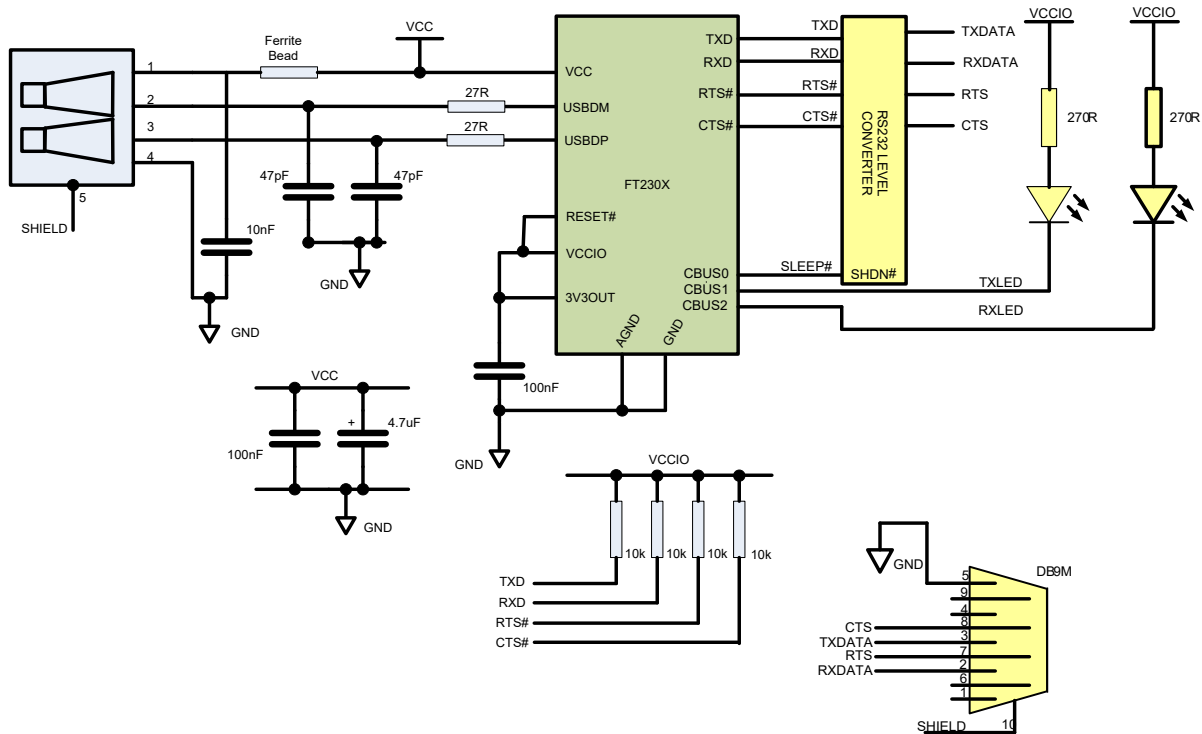 Ferrite
Bead
VCC
1
2
3
4
5
SHIELD
27R
27R
47pF
47pF
10nF
GND
GND
VCC
USBDM
USBDP
RESET#
VCCIO
3V3OUT
FT230X
TXD
RXD
RTS#
CTS#
CBUS0
CBUS1
CBUS2
AGND
GND
TXD
RXD
RTS#
CTS#
SLEEP#
TXLED
RXLED
RS232 LEVEL
CONVERTER
SHDN#
TXDATA
RXDATA
RTS
CTS
VCCIO
270R
VCCIO
270R
100nF
GND
VCC
100nF
+
4.7uF
GND
VCCIO
10k
10k
10k
10k
TXD
RXD
RTS#
CTS#
GND
DB9M
5
9
4
CTS
8
TXDATA
3
RTS
7
RXDATA
2
6
1
SHIELD
10